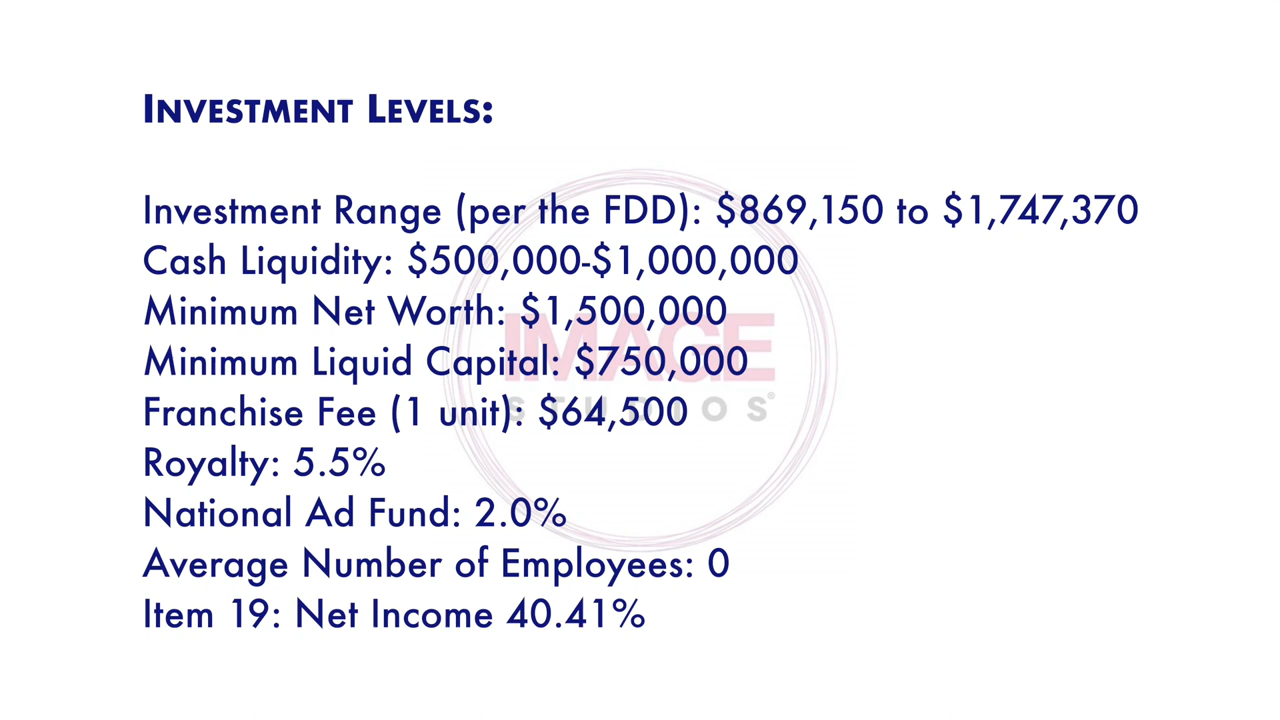 INVESTMENT LEVELS:
Investment Range (per the FDD): $869,150 to $1,747,370
Cash Liquidity: $500,000-$1,000,000
Minimum Net Worth: $1,500,000
Minimum Liquid Capital: $750,000
Franchise Fee (1 unit): $64,500
Royalty: 5.5%
National Ad Fund: 2.0%
Average Number of Employees: 0
Item 19: Net Income 40.41%
IMAGE
STUDIOS®